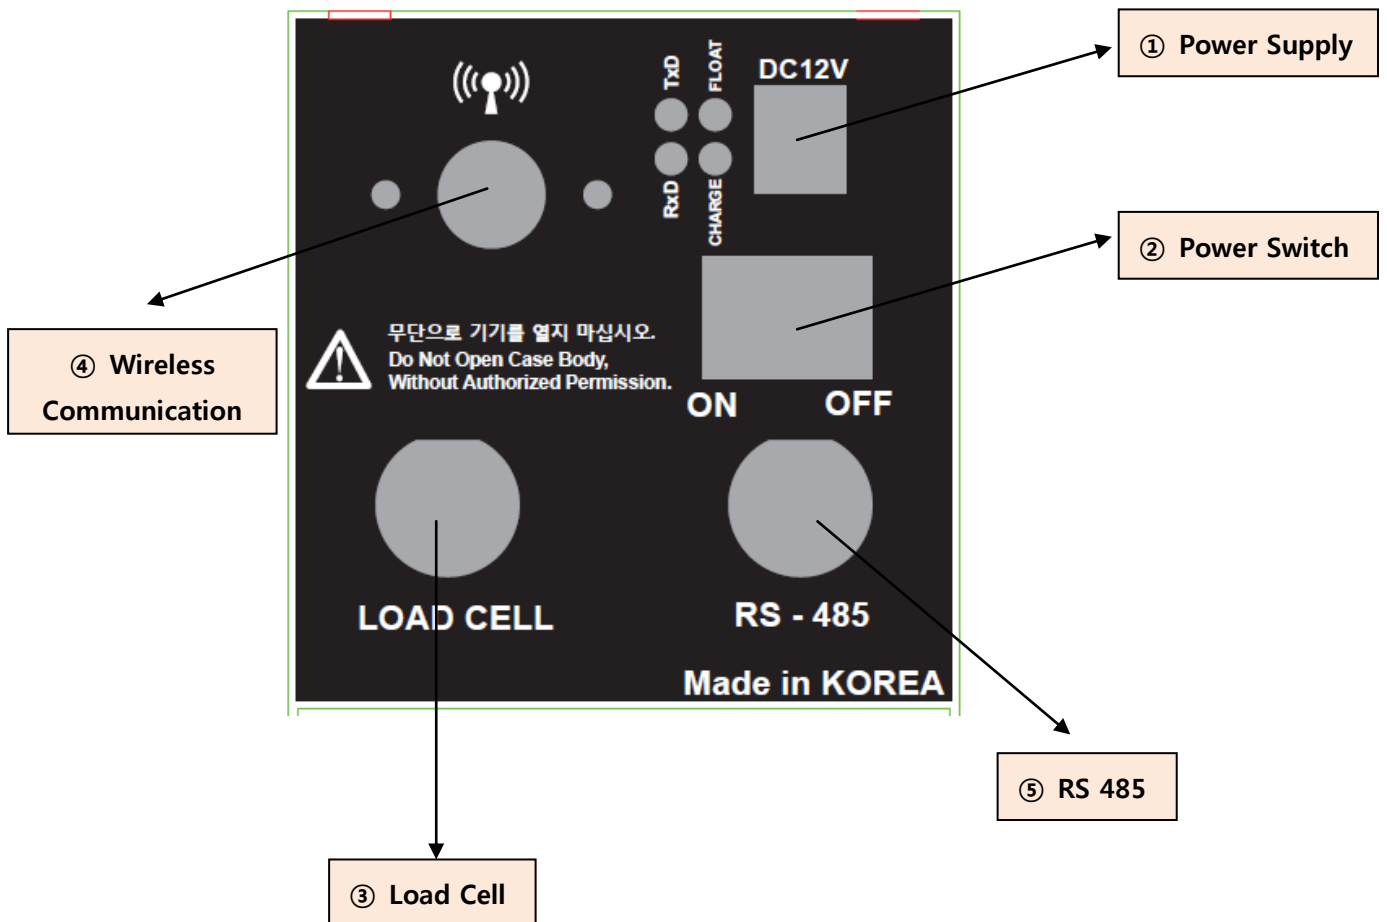 ① Power Supply
TxD
FLOAT
DC12V
RxD
CHARGE
② Power Switch
④ Wireless
Communication
무단으로 기기를 열지 마십시오.
Do Not Open Case Body,
Without Authorized Permission.
ON
OFF
LOAD CELL
RS - 485
Made in KOREA
⑤ RS 485
③ Load Cell